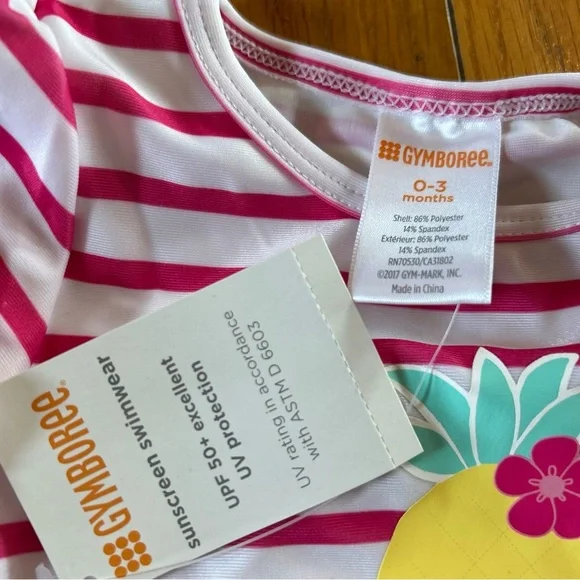 GYMBOREE™
0-3
months
Shell: 86% Polyester
14% Spandex
Extérieur: 86% Polyester
14% Spandex
RN70530/CA31802
©2017 GYM-MARK, INC.
Made in China
GYMBOREE®
sunscreen swimwear
UPF 50+ excellent
UV protection
UV rating in accordance
with ASTM D 6603